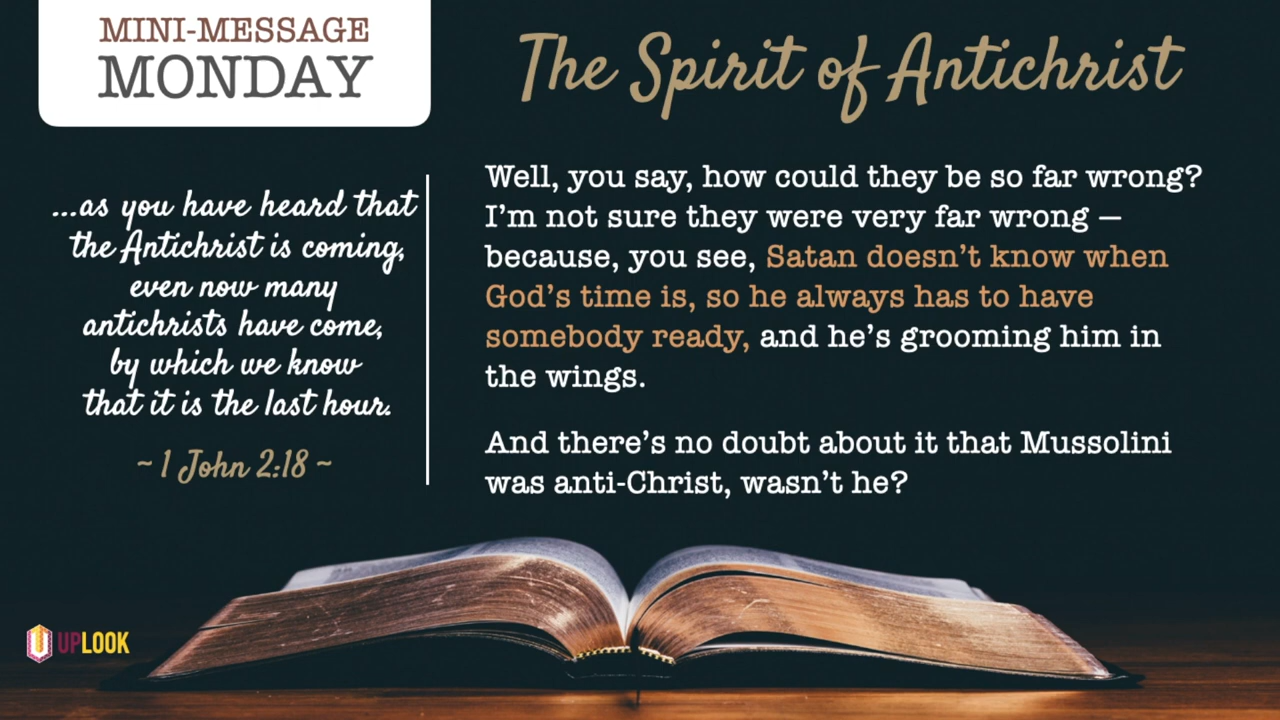 MINI-MESSAGE
MONDAY
The Spirit of Antichrist
...as you have heard that
the Antichrist is coming,
even now many
antichrists have come,
by which we know
that it is the last hour.
~ 1 John 2:18 ~
Well, you say, how could they be so far wrong?
I'm not sure they were very far wrong —
because, you see, Satan doesn't know when
God's time is, so he always has to have
somebody ready, and he's grooming him in
the wings.
And there's no doubt about it that Mussolini
was anti-Christ, wasn't he?
UPLOOK